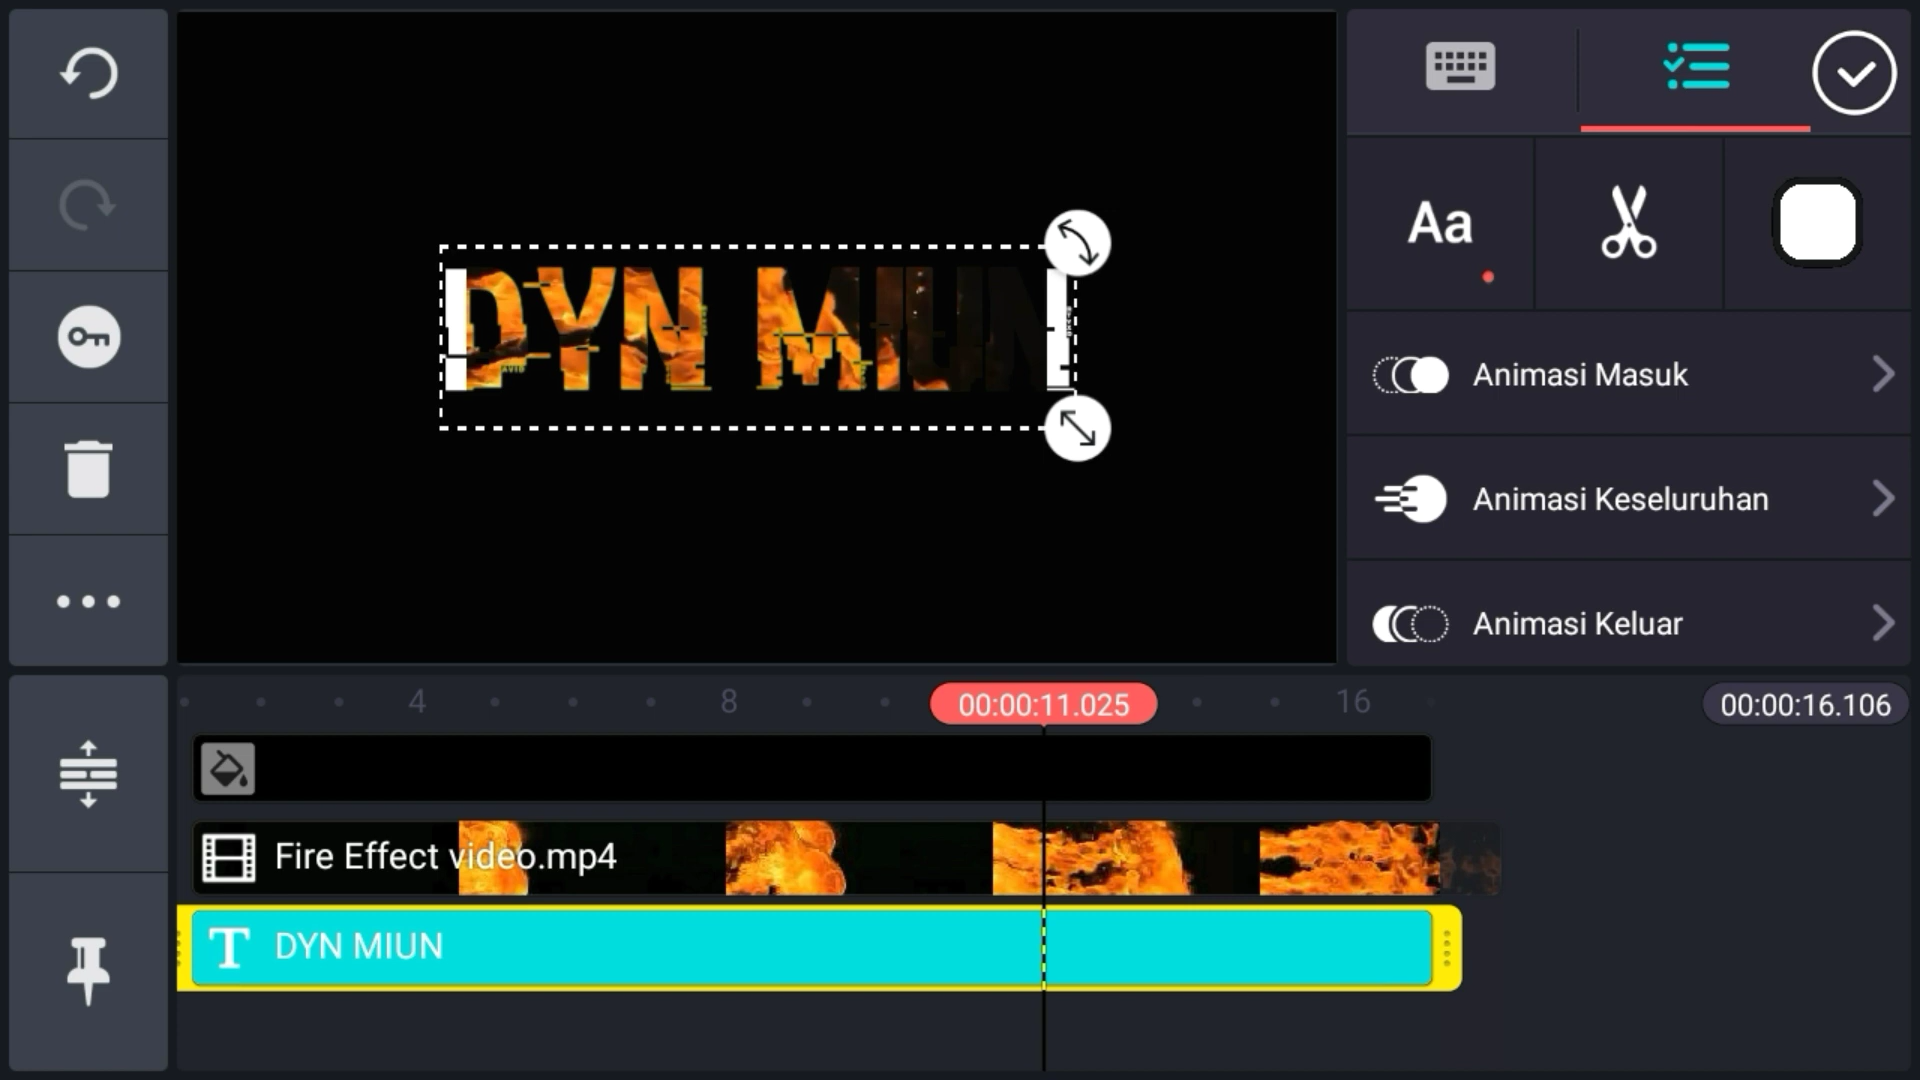 DYN MIUN
Aa
Animasi Masuk
Animasi Keseluruhan
Animasi Keluar
4
8
00:00:11.025
16
00:00:16.106
Fire Effect video.mp4
T DYN MIUN